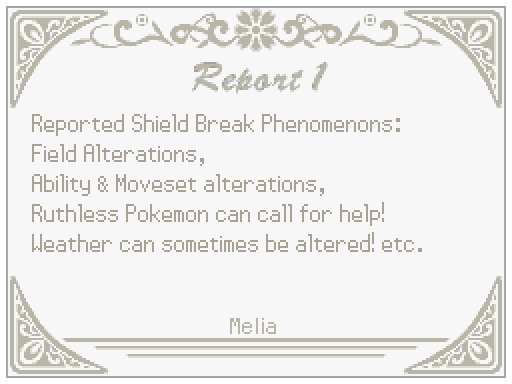 Report 1
Reported Shield Break Phenomenons:
Field Alterations,
Ability & Moveset alterations,
Ruthless Pokemon can call for help!
Weather can sometimes be altered! etc.
Melia